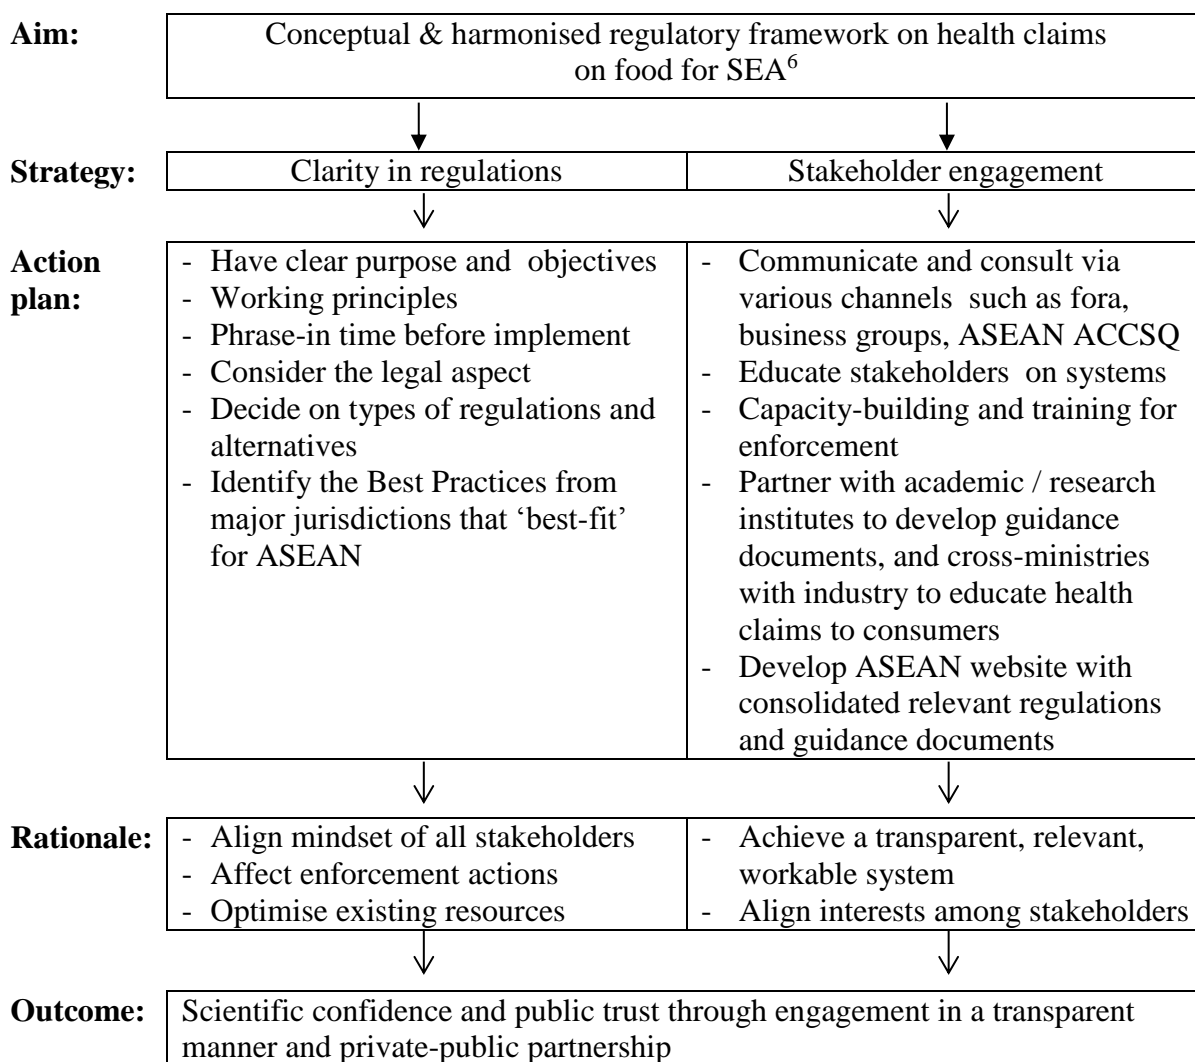 Aim:
Conceptual & harmonised regulatory framework on health claims
on food for SEA⁶
Strategy:
Clarity in regulations
Stakeholder engagement
Action
plan:
- Have clear purpose and objectives
- Working principles
- Phrase-in time before implement
- Consider the legal aspect
- Decide on types of regulations and
alternatives
- Identify the Best Practices from
major jurisdictions that ‘best-fit’
for ASEAN
- Communicate and consult via
various channels such as fora,
business groups, ASEAN ACCSQ
- Educate stakeholders on systems
- Capacity-building and training for
enforcement
- Partner with academic / research
institutes to develop guidance
documents, and cross-ministries
with industry to educate health
claims to consumers
- Develop ASEAN website with
consolidated relevant regulations
and guidance documents
Rationale:
- Align mindset of all stakeholders
- Affect enforcement actions
- Optimise existing resources
- Achieve a transparent, relevant,
workable system
- Align interests among stakeholders
Outcome:
Scientific confidence and public trust through engagement in a transparent
manner and private-public partnership